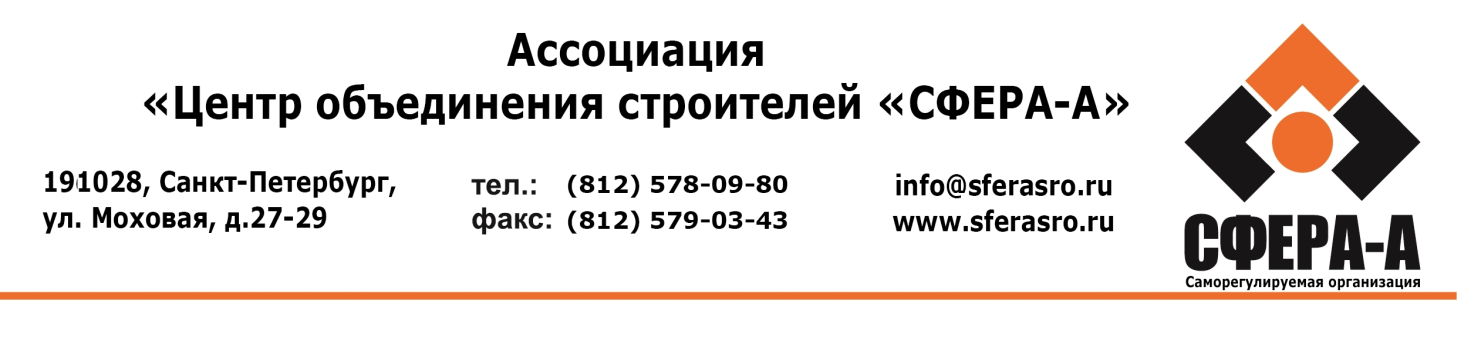 Ассоциация
«Центр объединения строителей «СФЕРА-А»
191028, Санкт-Петербург,
ул. Моховая, д.27-29
тел.: (812) 578-09-80
факс: (812) 579-03-43
info@sferasro.ru
www.sferasro.ru
СФЕРА-А
Саморегулируемая организация